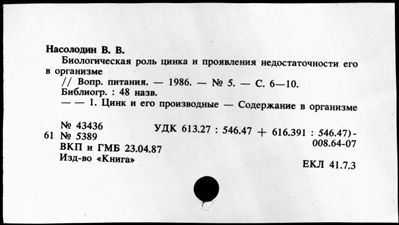 Насолодин В. В.
Биологическая роль цинка и проявления недостаточности его
в организме
// Вопр. питания. — 1986. — № 5. — С. 6—10.
Библиогр. : 48 назв.
— — 1. Цинк и его производные — Содержание в организме
№ 43436 УДК 613.27 : 546.47 + 616.391 : 546.47)-
61 № 5389 008.64-07
ВКП и ГМБ 23.04.87
Изд-во «Книга» ЕКЛ 41.7.3